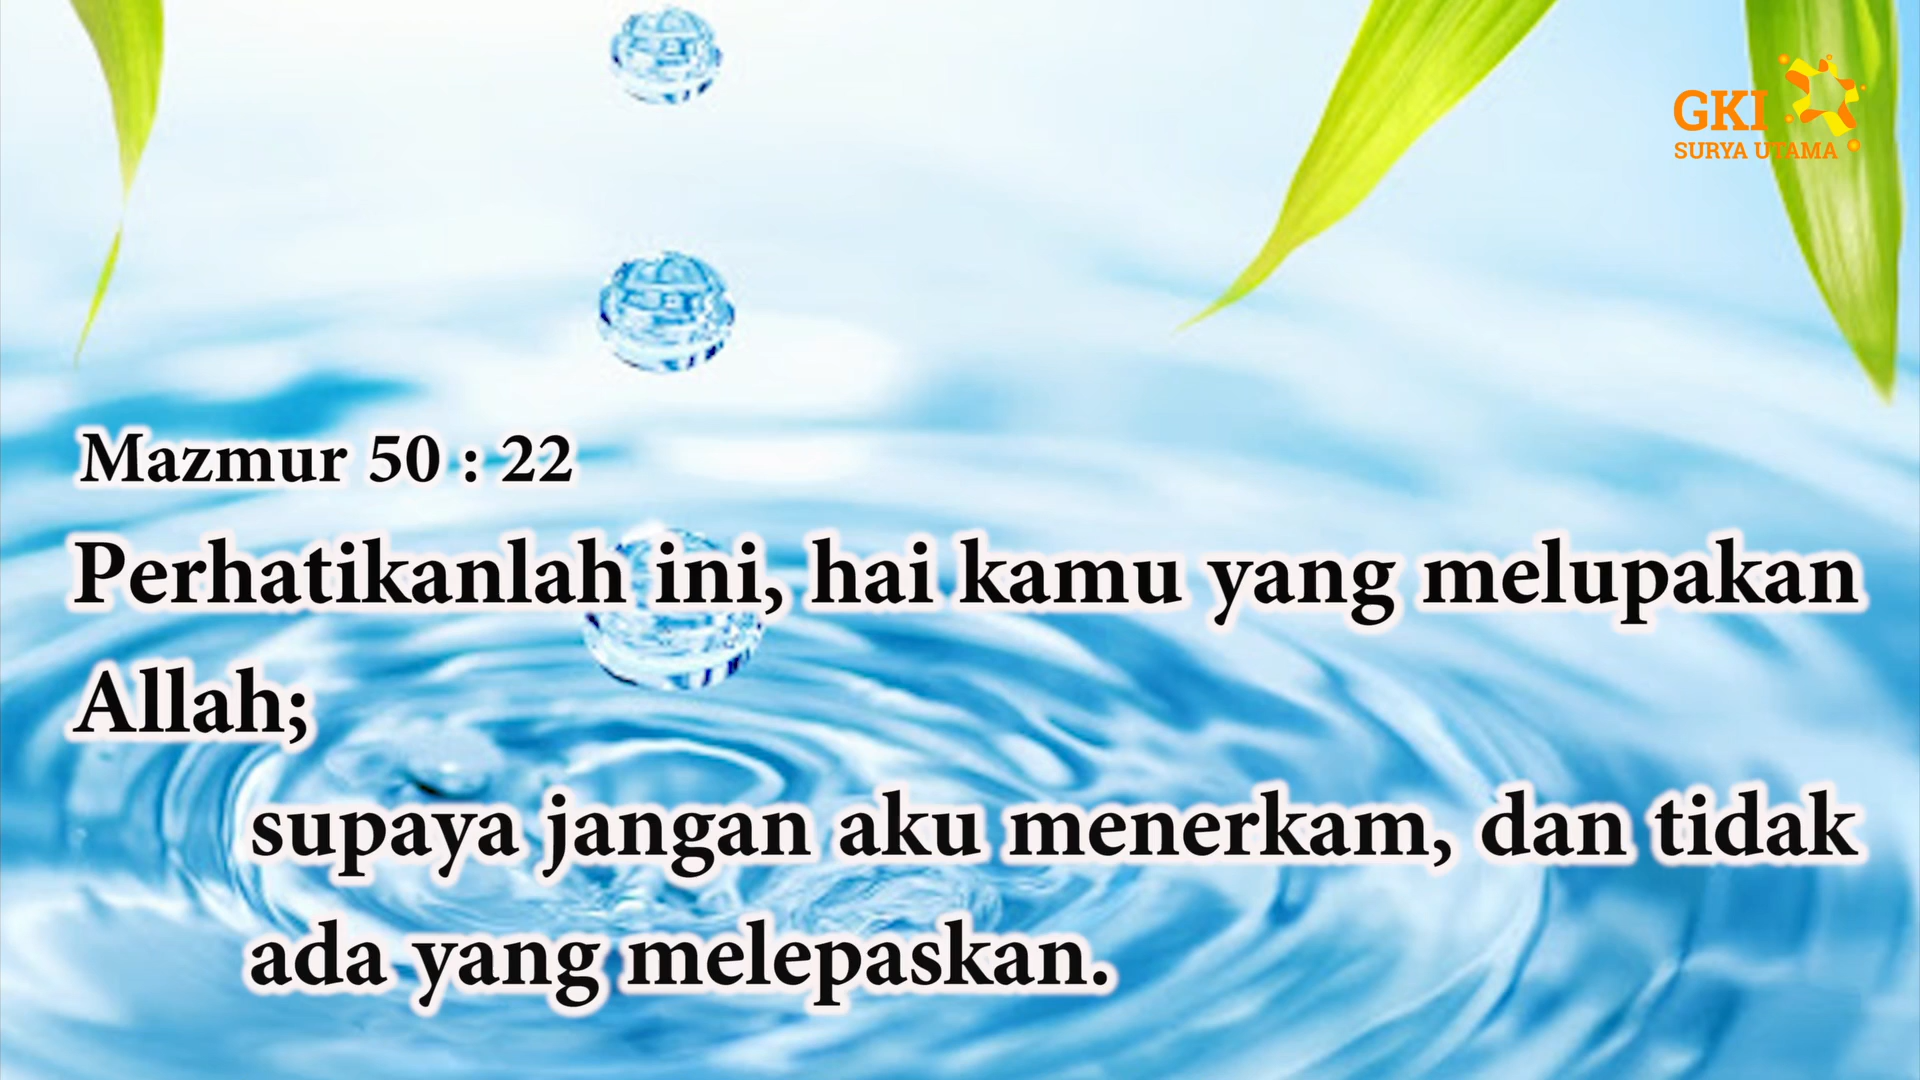 GKI
SURYA UTAMA
Mazmur 50 : 22
Perhatikanlah ini, hai kamu yang melupakan
Allah;
supaya jangan aku menerkam, dan tidak
ada yang melepaskan.